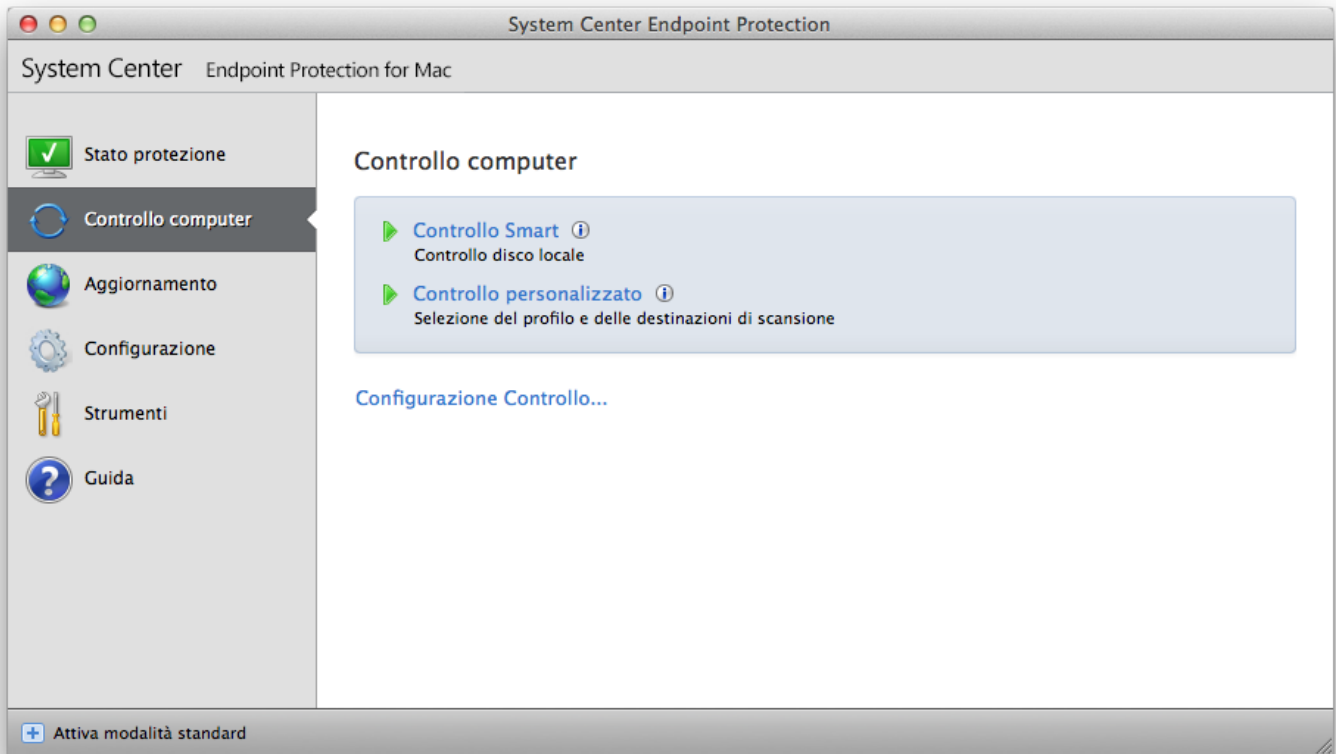 System Center Endpoint Protection
System Center Endpoint Protection for Mac
Stato protezione
Controllo computer
Aggiornamento
Configurazione
Strumenti
Guida
Controllo computer
Controllo Smart
Controllo disco locale
Controllo personalizzato
Selezione del profilo e delle destinazioni di scansione
Configurazione Controllo...
Attiva modalità standard